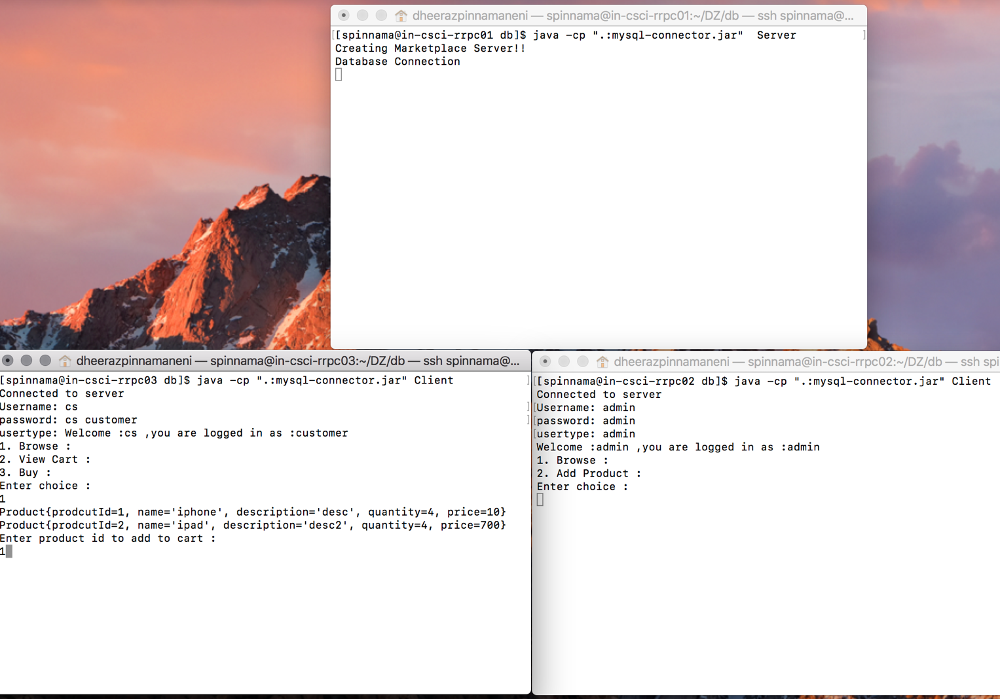 dheerazpinnamaneni — spinnama@in-csci-rrpc01:~/DZ/db — ssh spinnama@...
[[spinnama@in-csci-rrpc01 db]$ java -cp ".:mysql-connector.jar"  Server ]
Creating Marketplace Server!!
Database Connection
dheerazpinnamaneni — spinnama@in-csci-rrpc03:~/DZ/db — ssh spinnama@...
[spinnama@in-csci-rrpc03 db]$ java -cp ".:mysql-connector.jar" Client ]
Connected to server
Username: cs ]
password: cs customer ]
usertype: Welcome :cs ,you are logged in as :customer
1. Browse :
2. View Cart :
3. Buy :
Enter choice :
1
Product{prodcutId=1, name='iphone', description='desc', quantity=4, price=10}
Product{prodcutId=2, name='ipad', description='desc2', quantity=4, price=700}
Enter product id to add to cart :
1
dheerazpinnamaneni — spinnama@in-csci-rrpc02:~/DZ/db — ssh spi
[[spinnama@in-csci-rrpc02 db]$ java -cp ".:mysql-connector.jar" Client
Connected to server
[Username: admin
[password: admin
[usertype: admin
Welcome :admin ,you are logged in as :admin
1. Browse :
2. Add Product :
Enter choice :